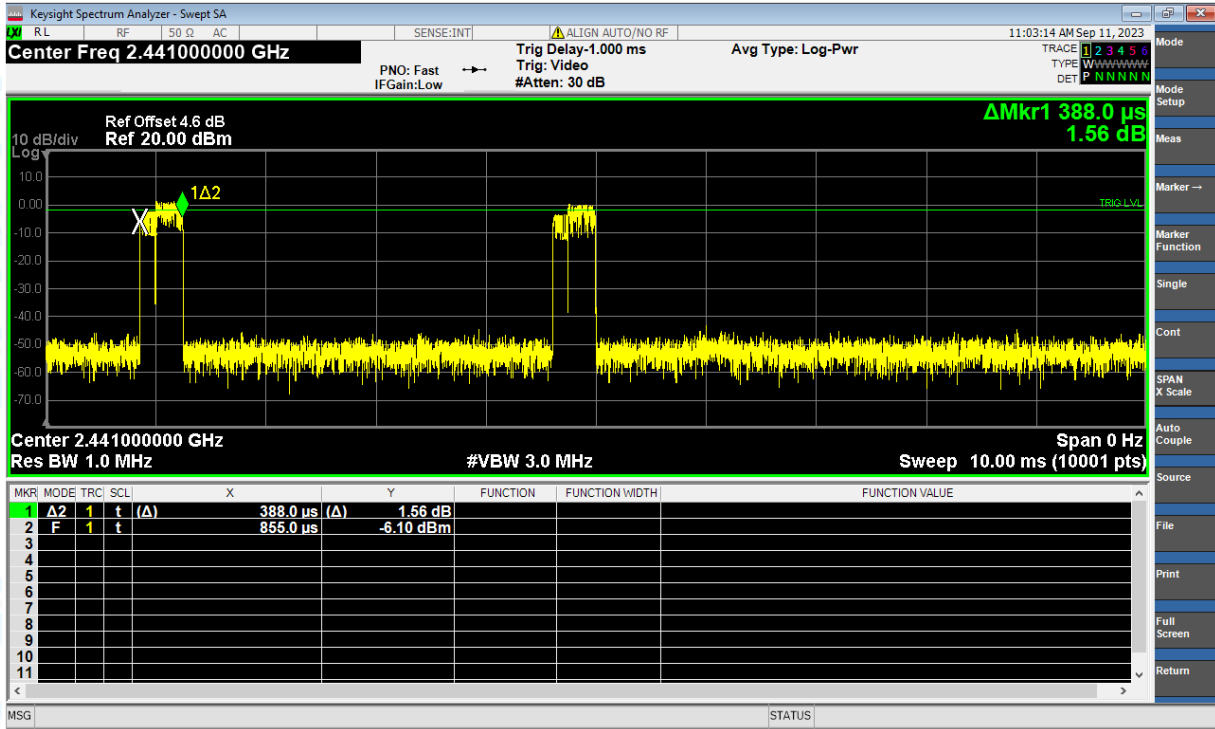 Keysight Spectrum Analyzer - Swept SA
LXI RL RF 50 Ω AC SENSE:INT ALIGN AUTO/NO RF 11:03:14 AM Sep 11, 2023
Center Freq 2.441000000 GHz
PNO: Fast
IFGain:Low
Trig Delay-1.000 ms
Trig: Video
#Atten: 30 dB
Avg Type: Log-Pwr
TRACE 1 2 3 4 5 6
TYPE WWWWWW
DET P N N N N N
ΔMkr1 388.0 µs
1.56 dB
Ref Offset 4.6 dB
10 dB/div Ref 20.00 dBm
Log
10.0
0.00
-10.0
-20.0
-30.0
-40.0
-50.0
-60.0
-70.0
X
1Δ2
TRIG LVL
Center 2.441000000 GHz Span 0 Hz
Res BW 1.0 MHz #VBW 3.0 MHz Sweep 10.00 ms (10001 pts)
MKR MODE TRC SCL X Y FUNCTION FUNCTION WIDTH FUNCTION VALUE
1 Δ2 1 t (Δ) 388.0 µs (Δ) 1.56 dB
2 F 1 t 855.0 µs -6.10 dBm
3
4
5
6
7
8
9
10
11
MSG STATUS
Mode
Mode
Setup
Meas
Marker →
Marker
Function
Single
Cont
SPAN
X Scale
Auto
Couple
Source
File
Print
Full
Screen
Return